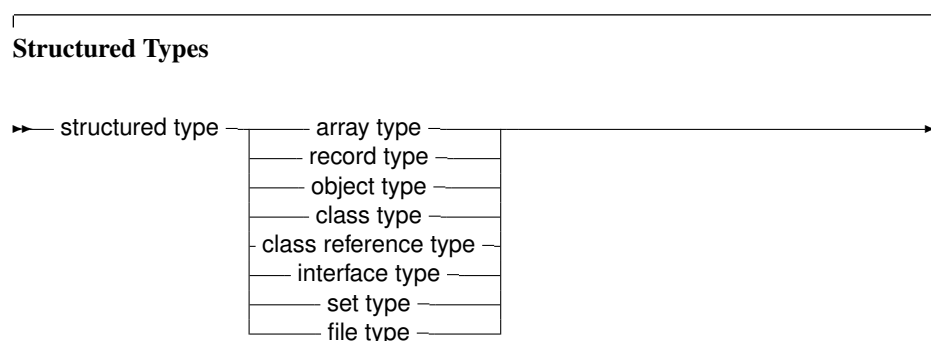 Structured Types
structured type array type
record type
object type
class type
class reference type
interface type
set type
file type